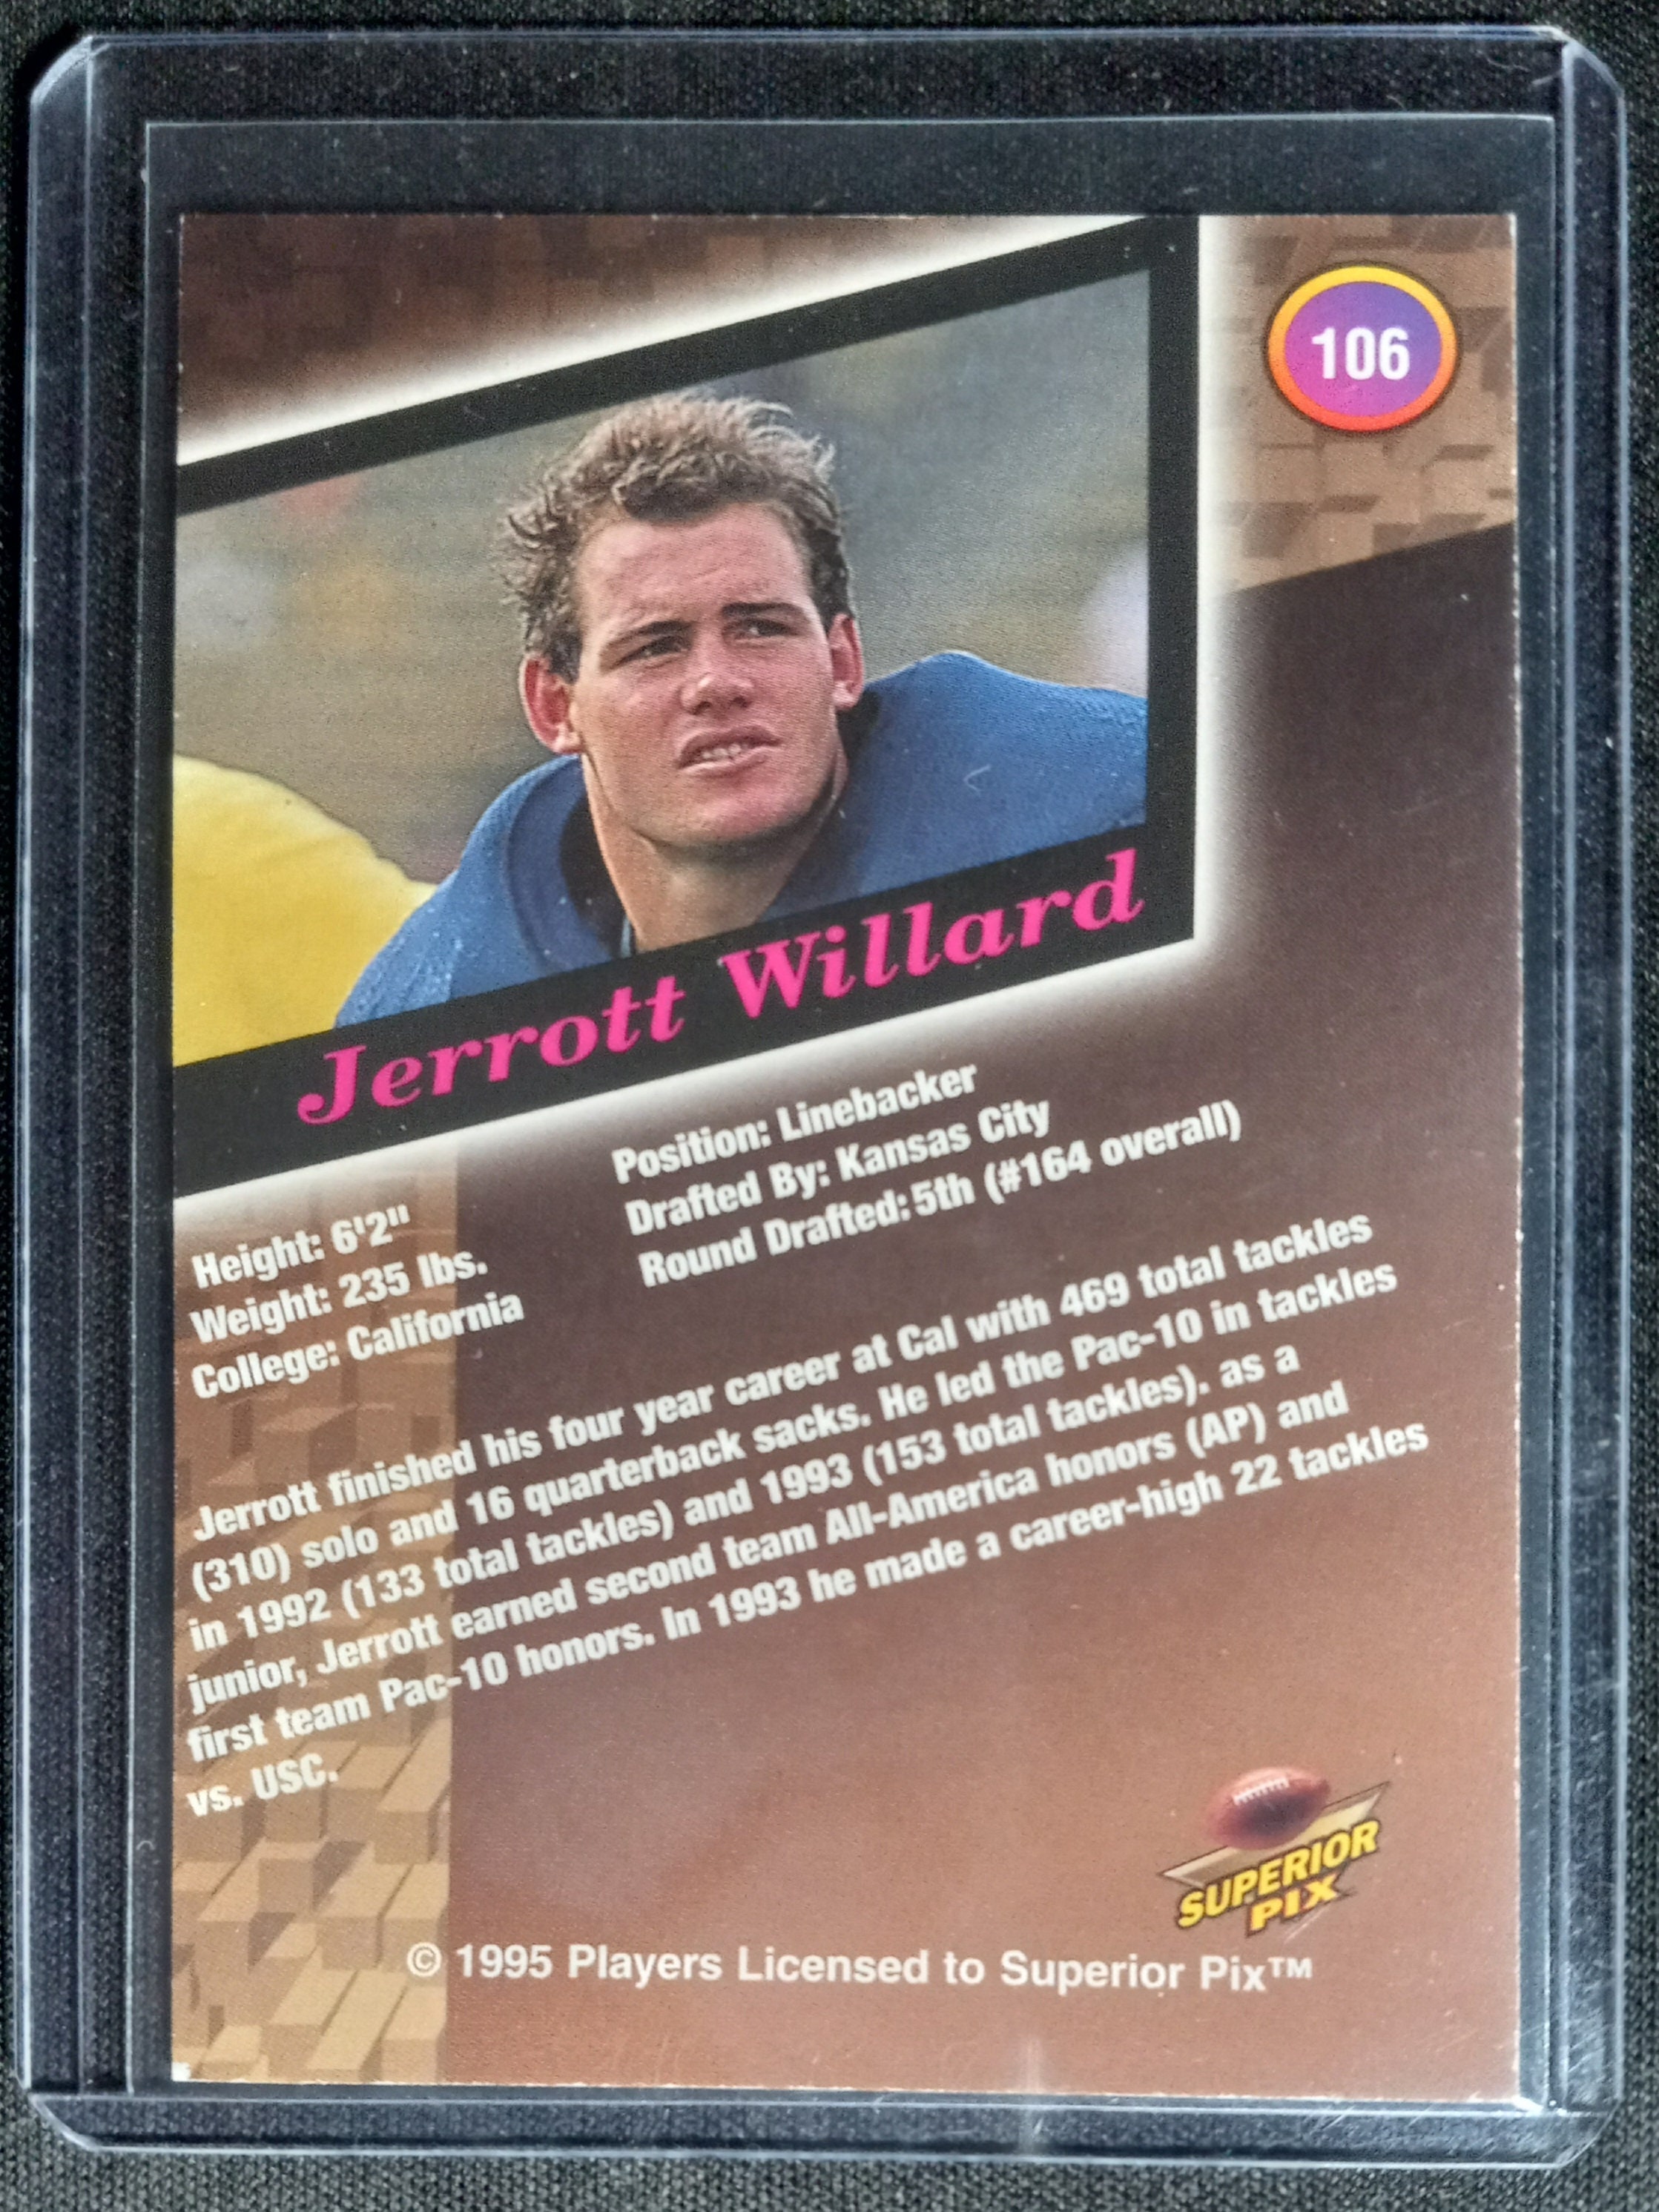 106
Jerrott Willard
Height: 6'2"
Weight: 235 lbs.
College: California
Position: Linebacker
Drafted By: Kansas City
Round Drafted: 5th (#164 overall)
Jerrott finished his four year career at Cal with 469 total tackles
(310) solo and 16 quarterback sacks. He led the Pac-10 in tackles
in 1992 (133 total tackles) and 1993 (153 total tackles). as a
junior, Jerrott earned second team All-America honors (AP) and
first team Pac-10 honors. In 1993 he made a career-high 22 tackles
vs. USC.
SUPERIOR
PIX
© 1995 Players Licensed to Superior Pix™